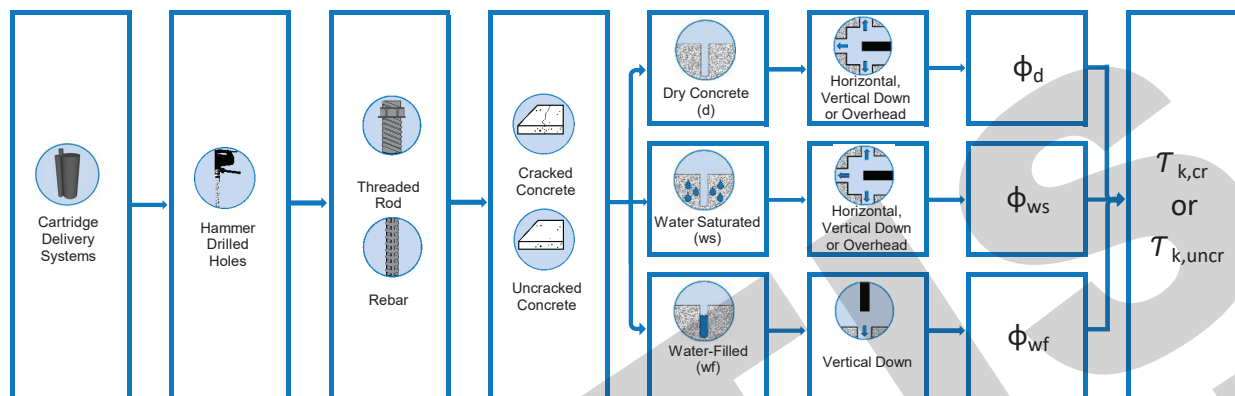 Cartridge
Delivery
Systems
Hammer
Drilled
Holes
Threaded
Rod
Rebar
Cracked
Concrete
Uncracked
Concrete
Dry Concrete
(d)
Water Saturated
(ws)
Water-Filled
(wf)
Horizontal,
Vertical Down
or Overhead
Horizontal,
Vertical Down
or Overhead
Vertical Down
ϕd
ϕws
ϕwf
τk,cr
or
τk,uncr